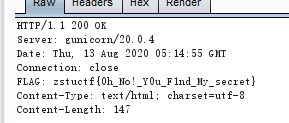 Raw Headers Hex Render
HTTP/1.1 200 OK
Server: gunicorn/20.0.4
Date: Thu, 13 Aug 2020 05:14:55 GMT
Connection: close
FLAG: zstuctf{0h_No!_Y0u_F1nd_My_secret}
Content-Type: text/html; charset=utf-8
Content-Length: 147